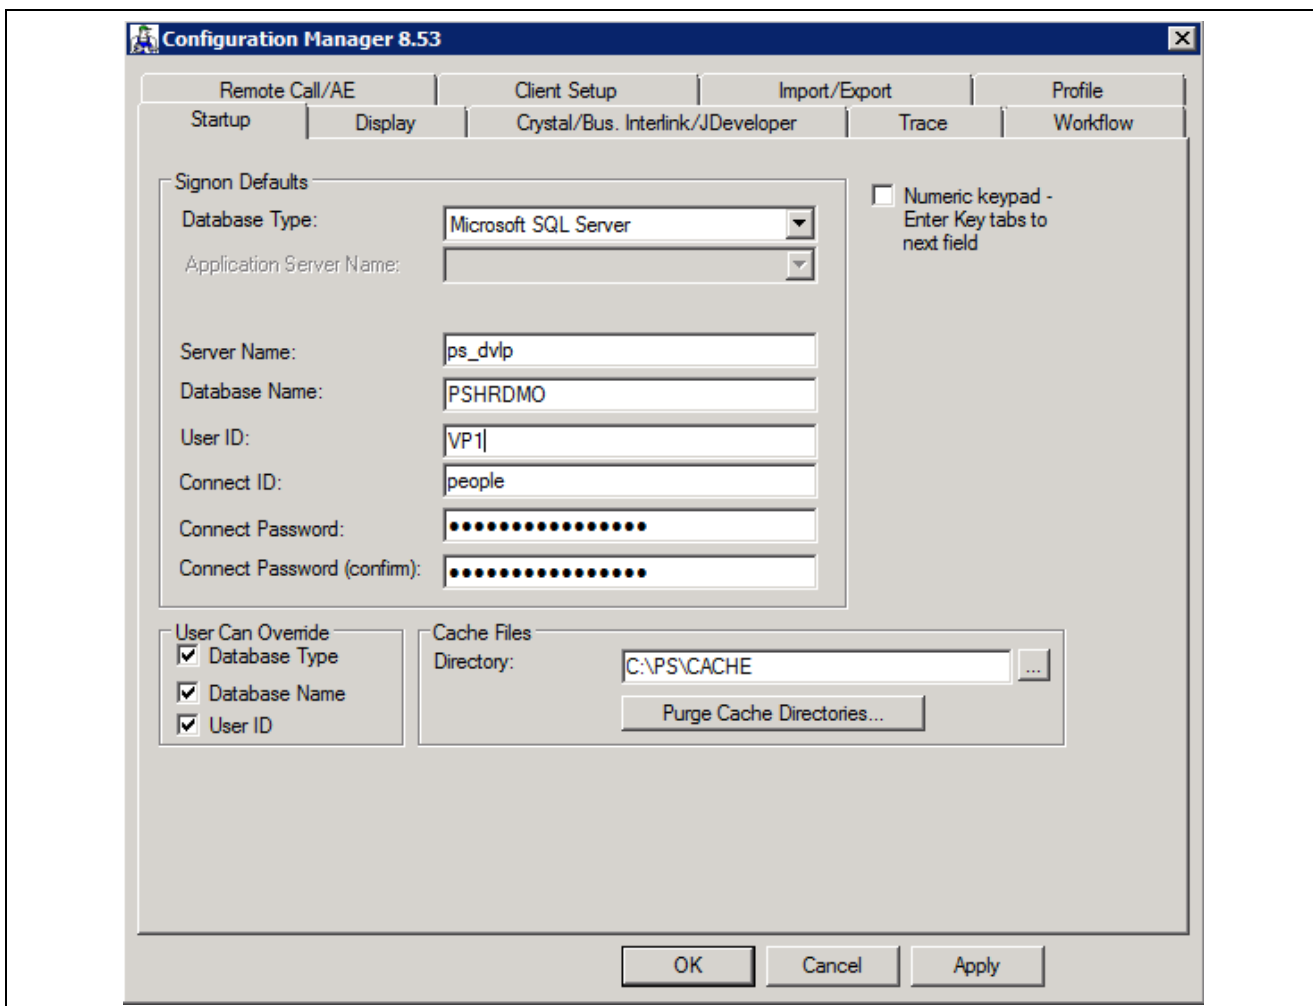 Configuration Manager 8.53
Remote Call/AE Client Setup Import/Export Profile
Startup Display Crystal/Bus. Interlink/JDeveloper Trace Workflow
Signon Defaults
Database Type: Microsoft SQL Server
Application Server Name:
Numeric keypad -
Enter Key tabs to
next field
Server Name: ps_dvlp
Database Name: PSHRDMO
User ID: VP1
Connect ID: people
Connect Password: ●●●●●●●●●●●●●●●●
Connect Password (confirm): ●●●●●●●●●●●●●●●●
User Can Override
Database Type
Database Name
User ID
Cache Files
Directory: C:\PS\CACHE ...
Purge Cache Directories...
OK Cancel Apply